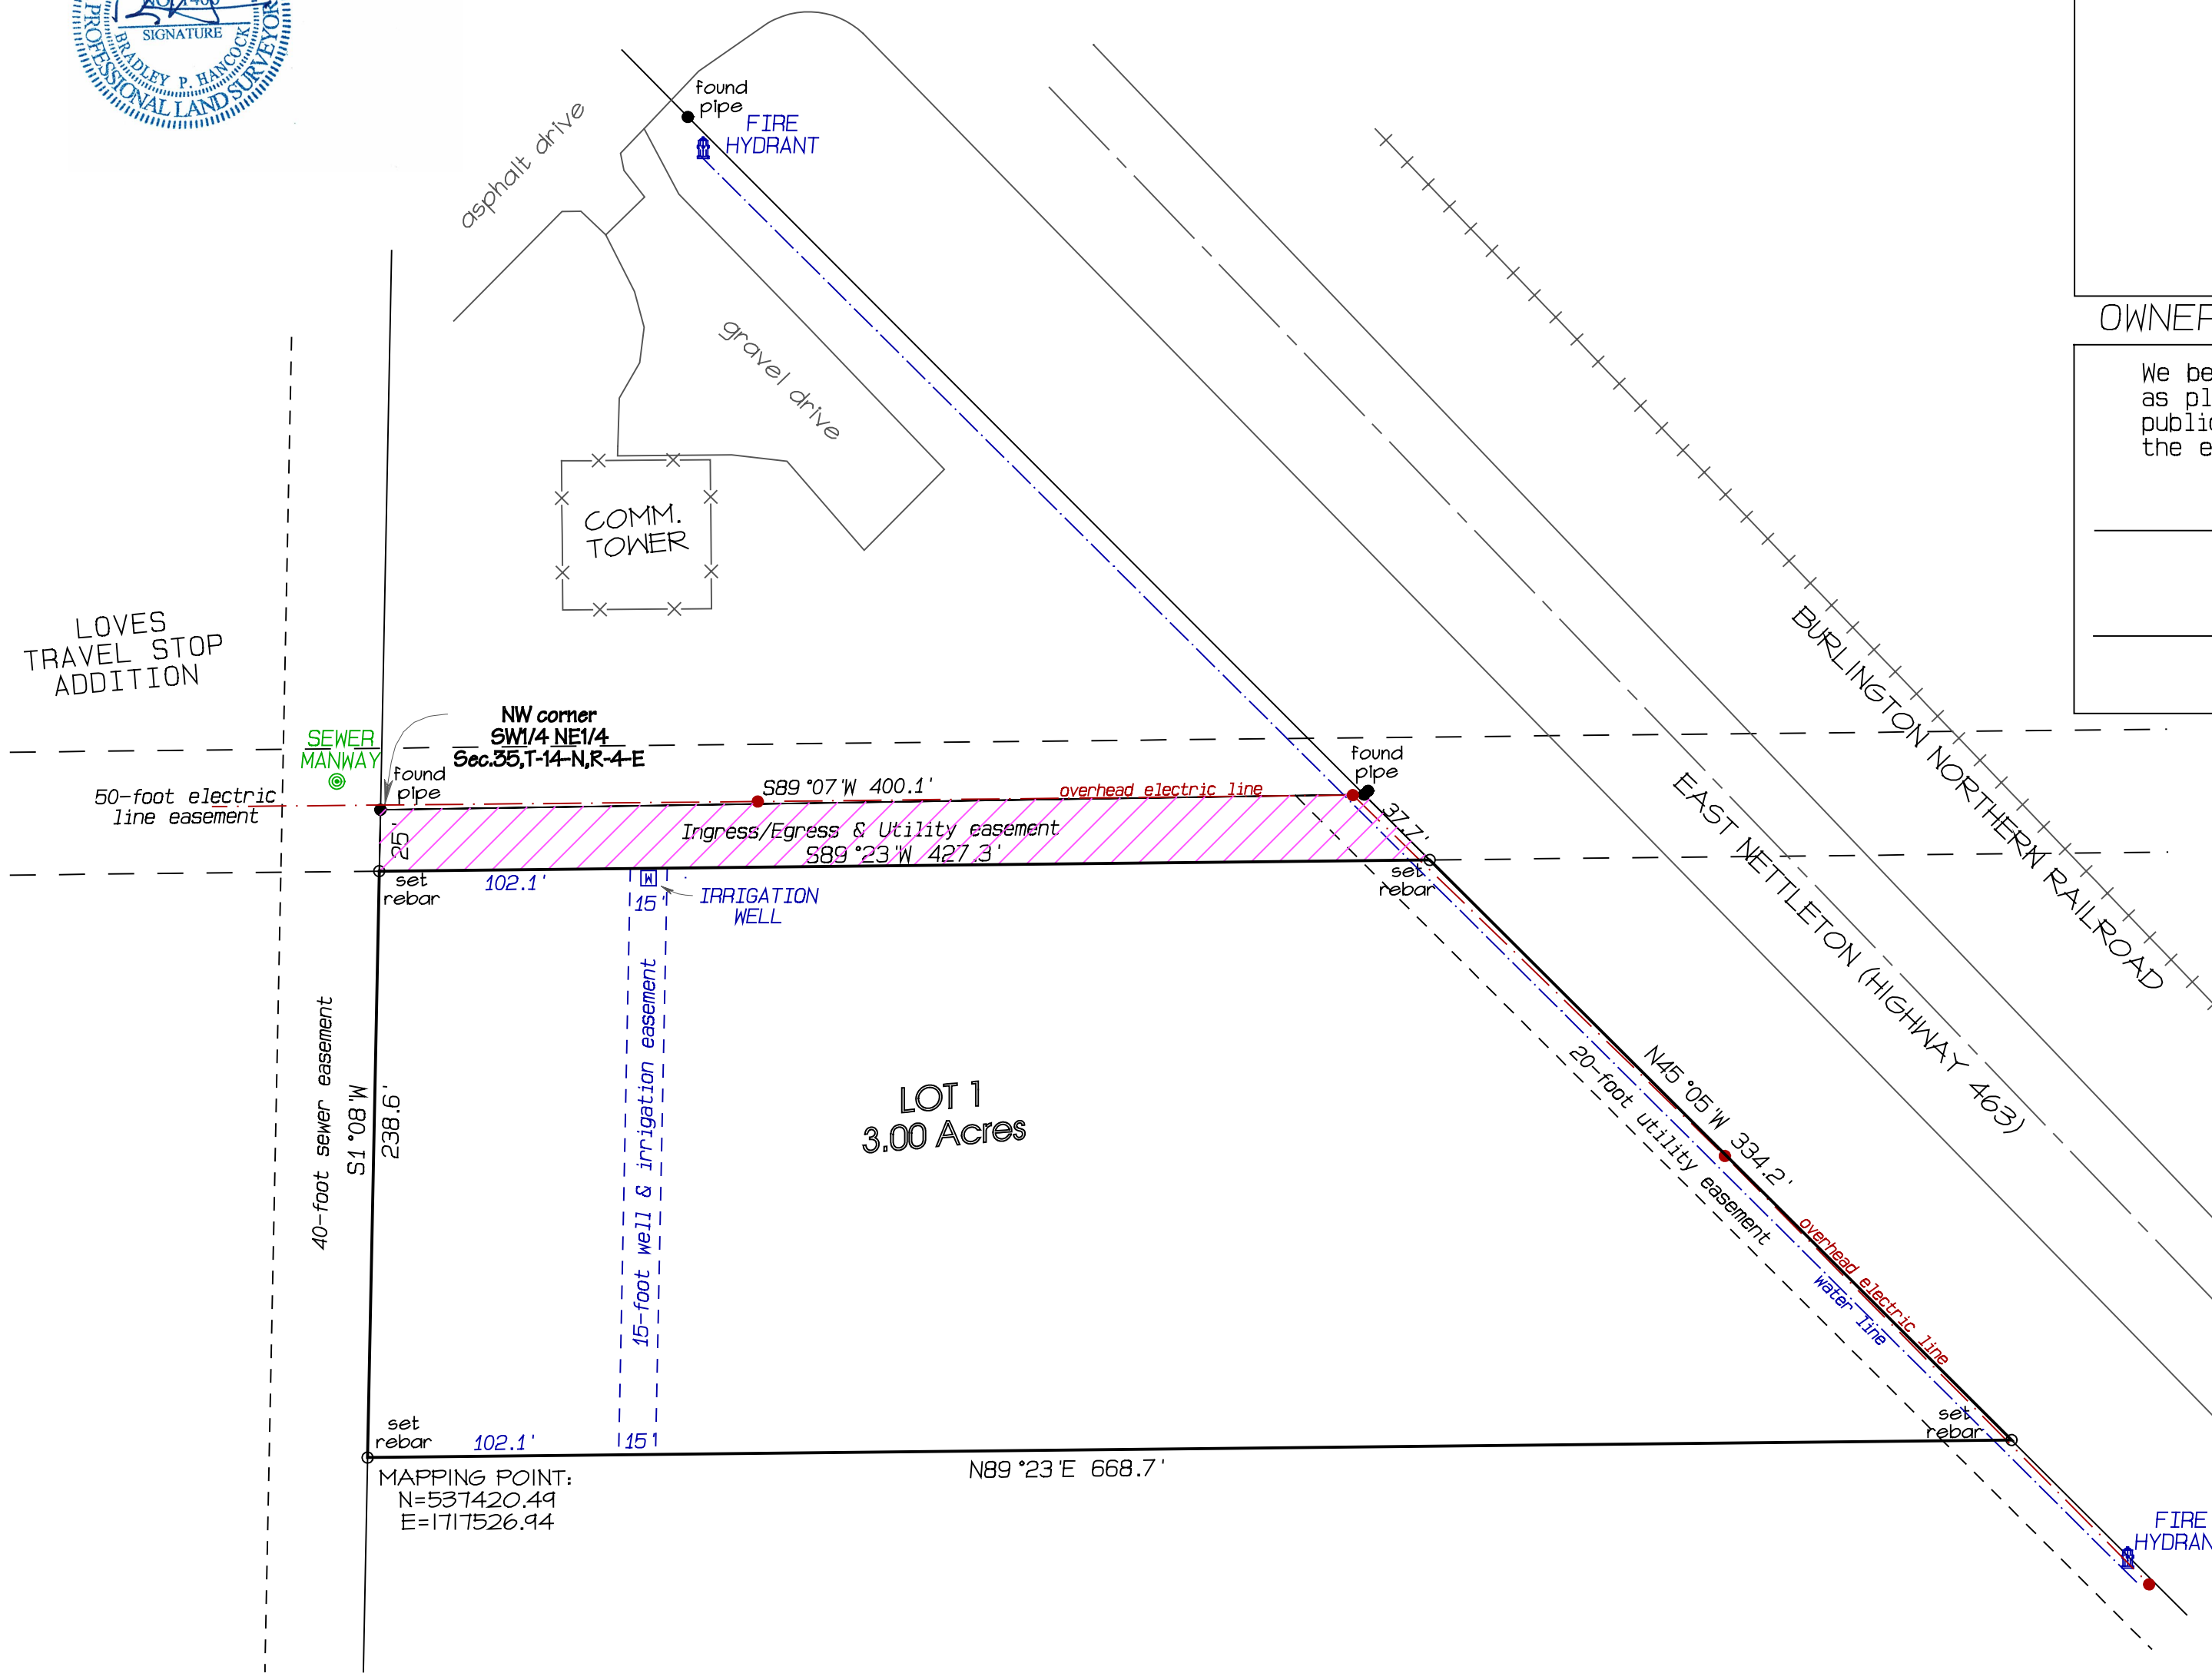 SIGNATURE
BRADLEY P. HANCOCK
PROFESSIONAL LAND SURVEYOR
found
pipe
FIRE
HYDRANT
asphalt drive
gravel drive
OWNER
We be
as pl
public
the e
COMM.
TOWER
LOVES
TRAVEL STOP
ADDITION
BURLINGTON NORTHERN RAILROAD
EAST NETTLETON (HIGHWAY 463)
NW corner
SW1/4 NE1/4
Sec.35,T-14-N,R-4-E
SEWER
MANWAY
found
pipe
50-foot electric
line easement
S89°07'W 400.1'
overhead electric line
found
pipe
37.7'
25'
Ingress/Egress & Utility easement
S89°23'W 427.3'
set
rebar
102.1'
15'
IRRIGATION
WELL
W
set
rebar
40-foot sewer easement
S1°08'W
238.6'
15-foot well & irrigation easement
LOT 1
3.00 Acres
N45°05'W 334.2'
20-foot utility easement
overhead electric line
water line
set
rebar
102.1'
15'
set
rebar
N89°23'E 668.7'
MAPPING POINT:
N=537420.49
E=1717526.94
FIRE
HYDRAN